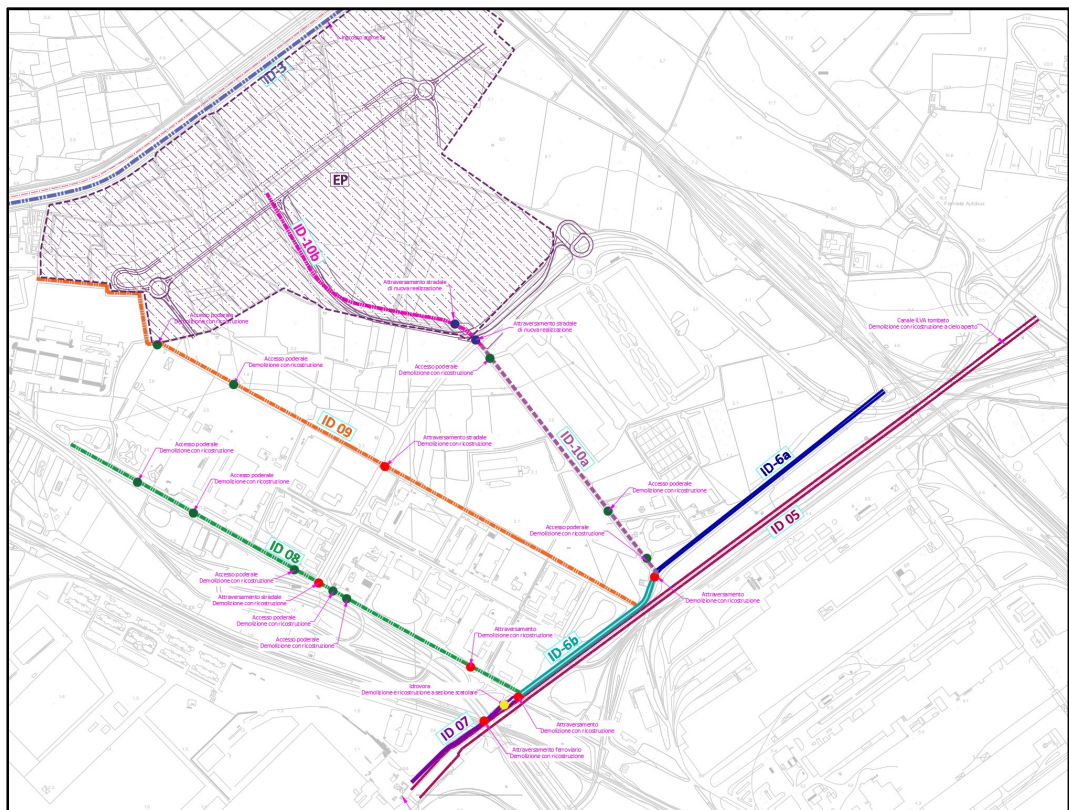 Ingrosso argine Sx
ID-3
EP
ID-10b
Attraversamento stradale
di nuova realizzazione
Attraversamento stradale
di nuova realizzazione
Canale ILVA tombato
Demolizione con ricostruzione a cielo aperto
Accesso poderale
Demolizione con ricostruzione
Accesso poderale
Demolizione con ricostruzione
Accesso poderale
Demolizione con ricostruzione
ID 09
Attraversamento stradale
Demolizione con ricostruzione
ID-10a
ID-6a
Accesso poderale
Demolizione con ricostruzione
Accesso poderale
Demolizione con ricostruzione
Accesso poderale
Demolizione con ricostruzione
ID 05
Accesso poderale
Demolizione con ricostruzione
ID 08
Accesso poderale
Demolizione con ricostruzione
Attraversamento stradale
Demolizione con ricostruzione
Accesso poderale
Demolizione con ricostruzione
Accesso poderale
Demolizione con ricostruzione
Attraversamento
Demolizione con ricostruzione
Attraversamento
Demolizione con ricostruzione
ID-6b
Idrovora
Demolizione e ricostruzione a sezione scatolare
ID 07
Attraversamento
Demolizione con ricostruzione
Attraversamento ferroviario
Demolizione con ricostruzione